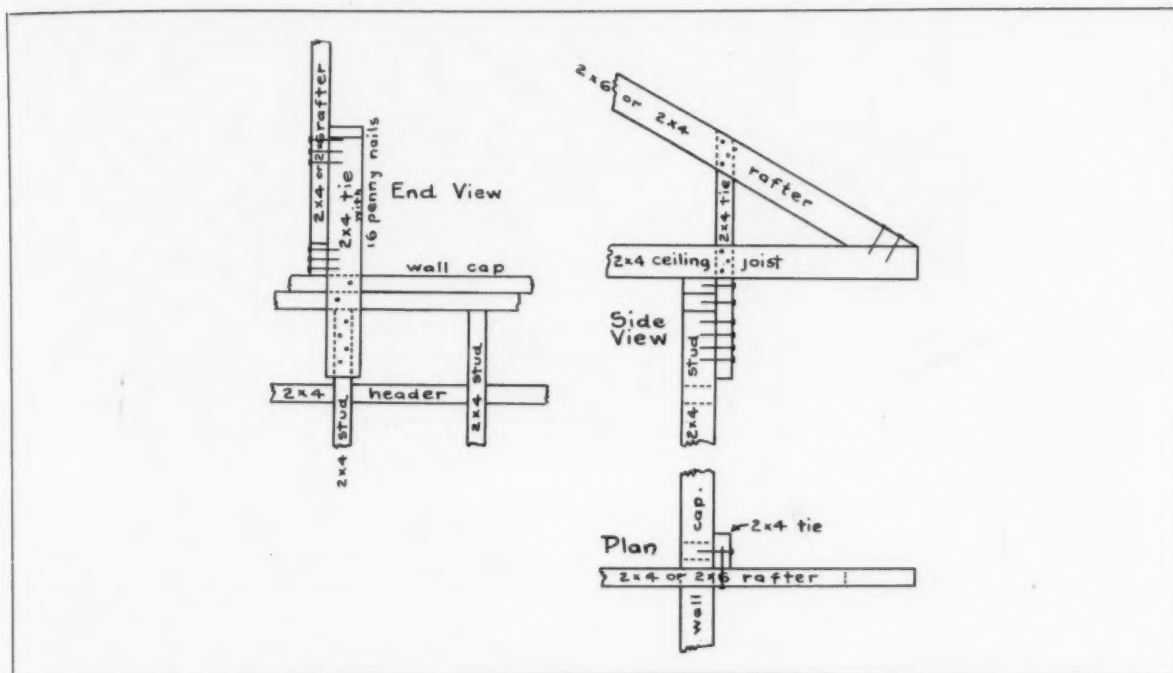 2x4 or 2x6 rafter
2x4 tie
with
16 penny nails
End View
wall cap
2x4 header
2x4 stud
2x4 stud
2x6 or 2x4 rafter
2x4 tie
2x4 ceiling joist
Side
View
2x4 stud
Plan
wall cap.
2x4 tie
2x4 or 2x6 rafter